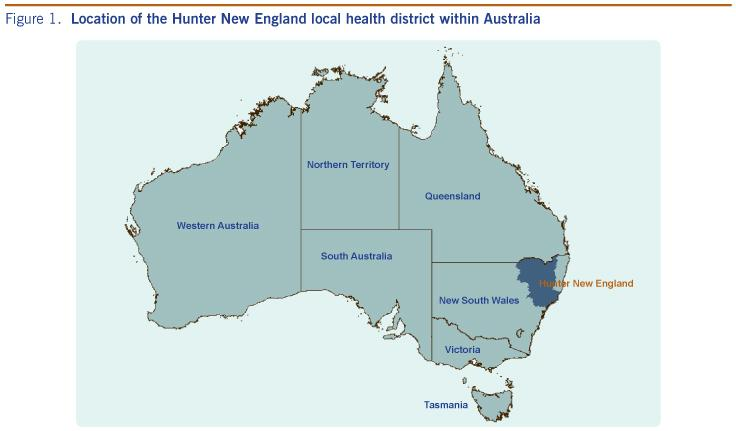 Figure 1. Location of the Hunter New England local health district within Australia
Northern Territory
Queensland
Western Australia
South Australia
Hunter New England
New South Wales
Victoria
Tasmania